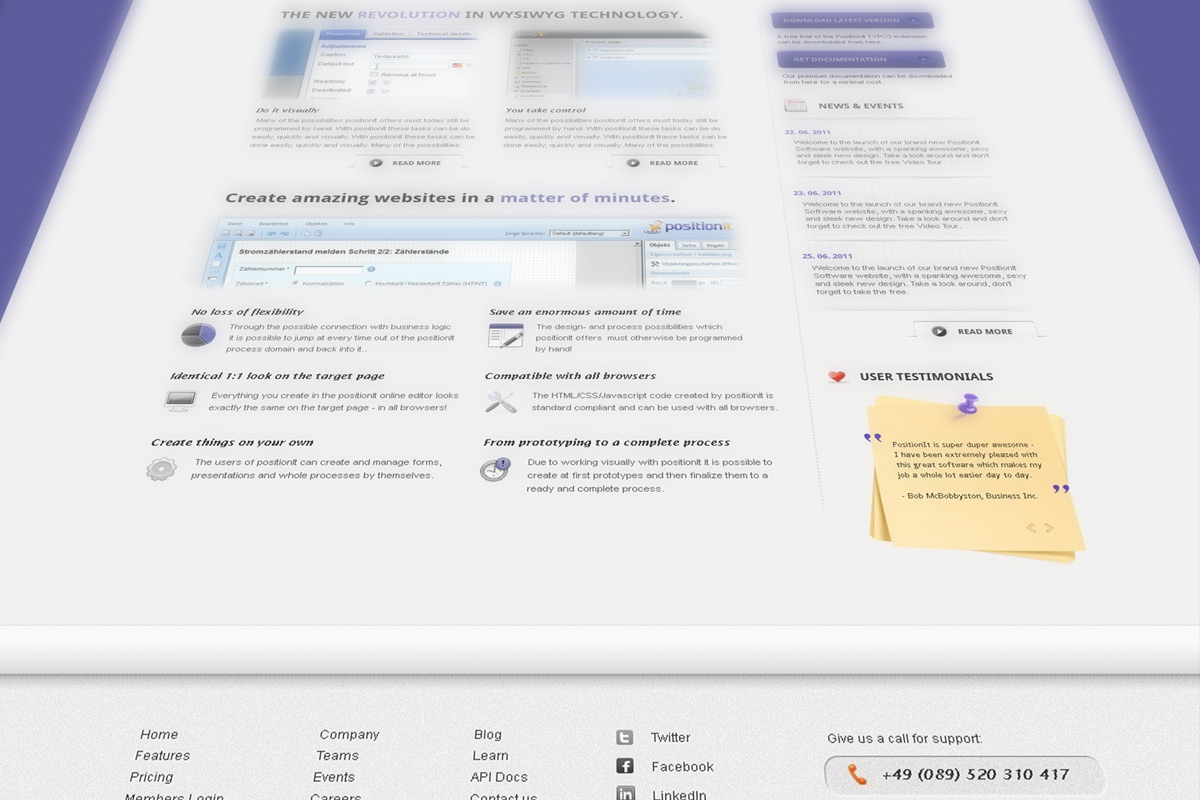 THE NEW REVOLUTION IN WYSIWYG TECHNOLOGY.
Properties Validation Technical details
Adjustments
Caption
Default text
Remove at focus
Readonly
Deactivated
Do it visually
Many of the possibilities positionit offers must today still be
programmed by hand. With positionit these tasks can be do
easily, quickly and visually. With positionit these tasks can be
done easily, quickly and visually. Many of the possibilities.
READ MORE
You take control
Many of the possibilities positionit offers must today still be
programmed by hand. With positionit these tasks can be do
easily, quickly and visually. With positionit these tasks can be
done easily, quickly and visually. Many of the possibilities.
READ MORE
Create amazing websites in a matter of minutes.
Datei Bearbeiten Objekte Info
Zeige Sprache: Default (defaultlang)
positionit
Stromzählerstand melden Schritt 2/2: Zählerstände
Zählernummer *
Zählerart * Normalzähler Hochtarif / Niedertarif Zähler (HT/NT)
Objekt Seite Regeln
Eigenschaften / Validierung
Objekteigenschaften öffnen
Dimensionen
No loss of flexibility
Through the possible connection with business logic
it is possible to jump at every time out of the positionIt
process domain and back into it..
Save an enormous amount of time
The design- and process possibilities which
positionIt offers must otherwise be programmed
by hand!
Identical 1:1 look on the target page
Everything you create in the positionIt online editor looks
exactly the same on the target page - in all browsers!
Compatible with all browsers
The HTML/CSS/Javascript code created by positionIt is
standard compliant and can be used with all browsers.
Create things on your own
The users of positionIt can create and manage forms,
presentations and whole processes by themselves.
From prototyping to a complete process
Due to working visually with positionIt it is possible to
create at first prototypes and then finalize them to a
ready and complete process.
DOWNLOAD LATEST VERSION
A free trial of the PositionIt TYPO3 extension
can be downloaded from here.
GET DOCUMENTATION
Our premium documentation can be downloaded
from here for a minimal cost.
NEWS & EVENTS
22. 06. 2011
Welcome to the launch of our brand new PositionIt
Software website, with a spanking awesome, sexy
and sleek new design. Take a look around and don't
forget to check out the free Video Tour.
23. 06. 2011
Welcome to the launch of our brand new PositionIt
Software website, with a spanking awesome, sexy
and sleek new design. Take a look around and don't
forget to check out the free Video Tour.
25. 06. 2011
Welcome to the launch of our brand new PositionIt
Software website, with a spanking awesome, sexy
and sleek new design. Take a look around, don't
forget to take the free.
READ MORE
USER TESTIMONIALS
“ PositionIt is super duper awesome -
I have been extremely pleased with
this great software which makes my
job a whole lot easier day to day.
- Bob McBobbyston, Business Inc. ”
Home
Features
Pricing
Members Login
Company
Teams
Events
Careers
Blog
Learn
API Docs
Contact us
Twitter
Facebook
LinkedIn
Give us a call for support:
+49 (089) 520 310 417